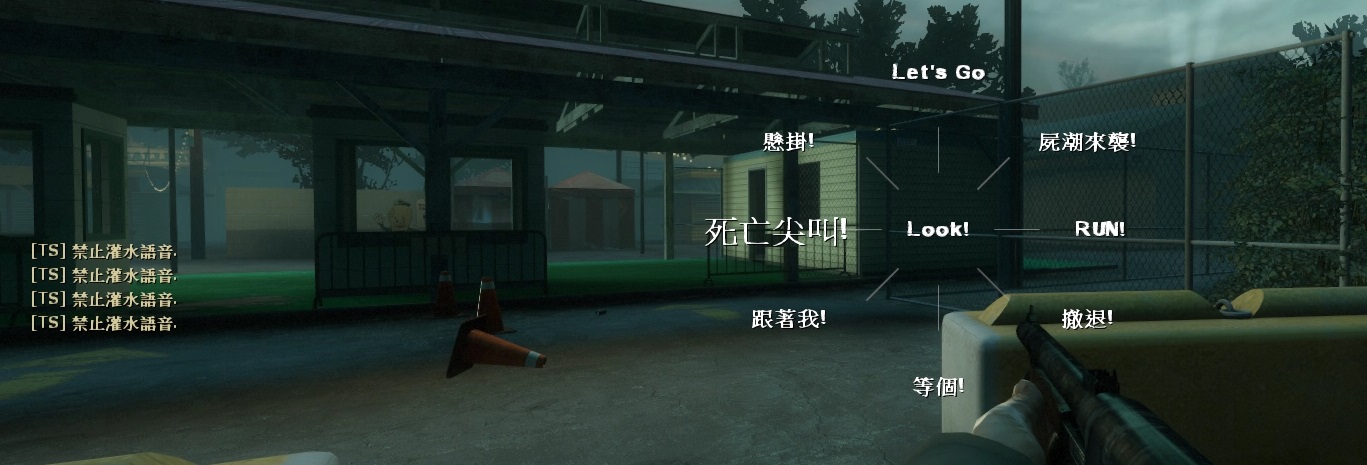 Let's Go
懸掛!
屍潮來襲!
死亡尖叫!
Look!
RUN!
[TS] 禁止灌水語音.
[TS] 禁止灌水語音.
[TS] 禁止灌水語音.
[TS] 禁止灌水語音.
跟著我!
撤退!
等個!